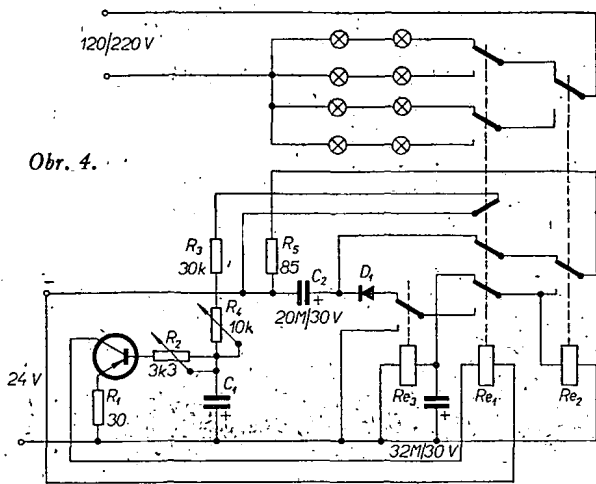 120/220 V
Obr. 4.
R3
30k
R5
85
C2
+
20M/30 V
D1
R4
10k
−
R2
3k3
24 V
R1
30
C1
+
Re3
+
32M/30 V
Re1
Re2